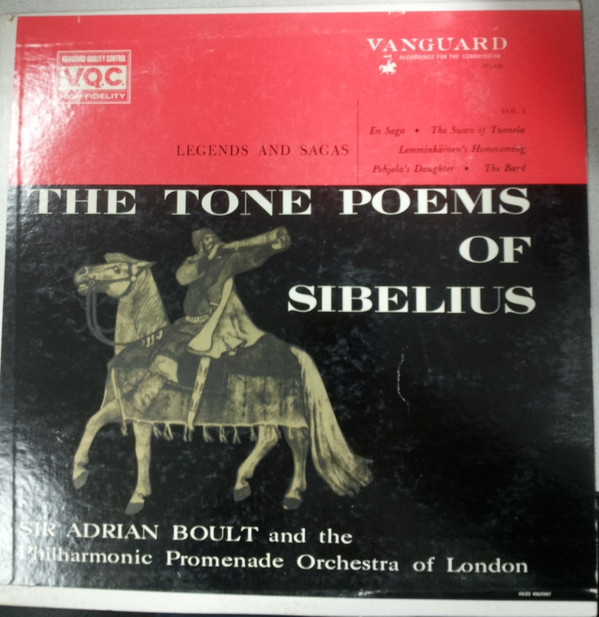 VANGUARD QUALITY CONTROL
V.Q.C.
HIGH FIDELITY
VANGUARD
RECORDINGS FOR THE CONNOISSEUR
VOL. 1
LEGENDS AND SAGAS
En Saga • The Swan of Tuonela
Lemminkäinen's Homecoming
Pohjola's Daughter • The Bard
THE TONE POEMS
OF
SIBELIUS
SIR ADRIAN BOULT and the
Philharmonic Promenade Orchestra of London